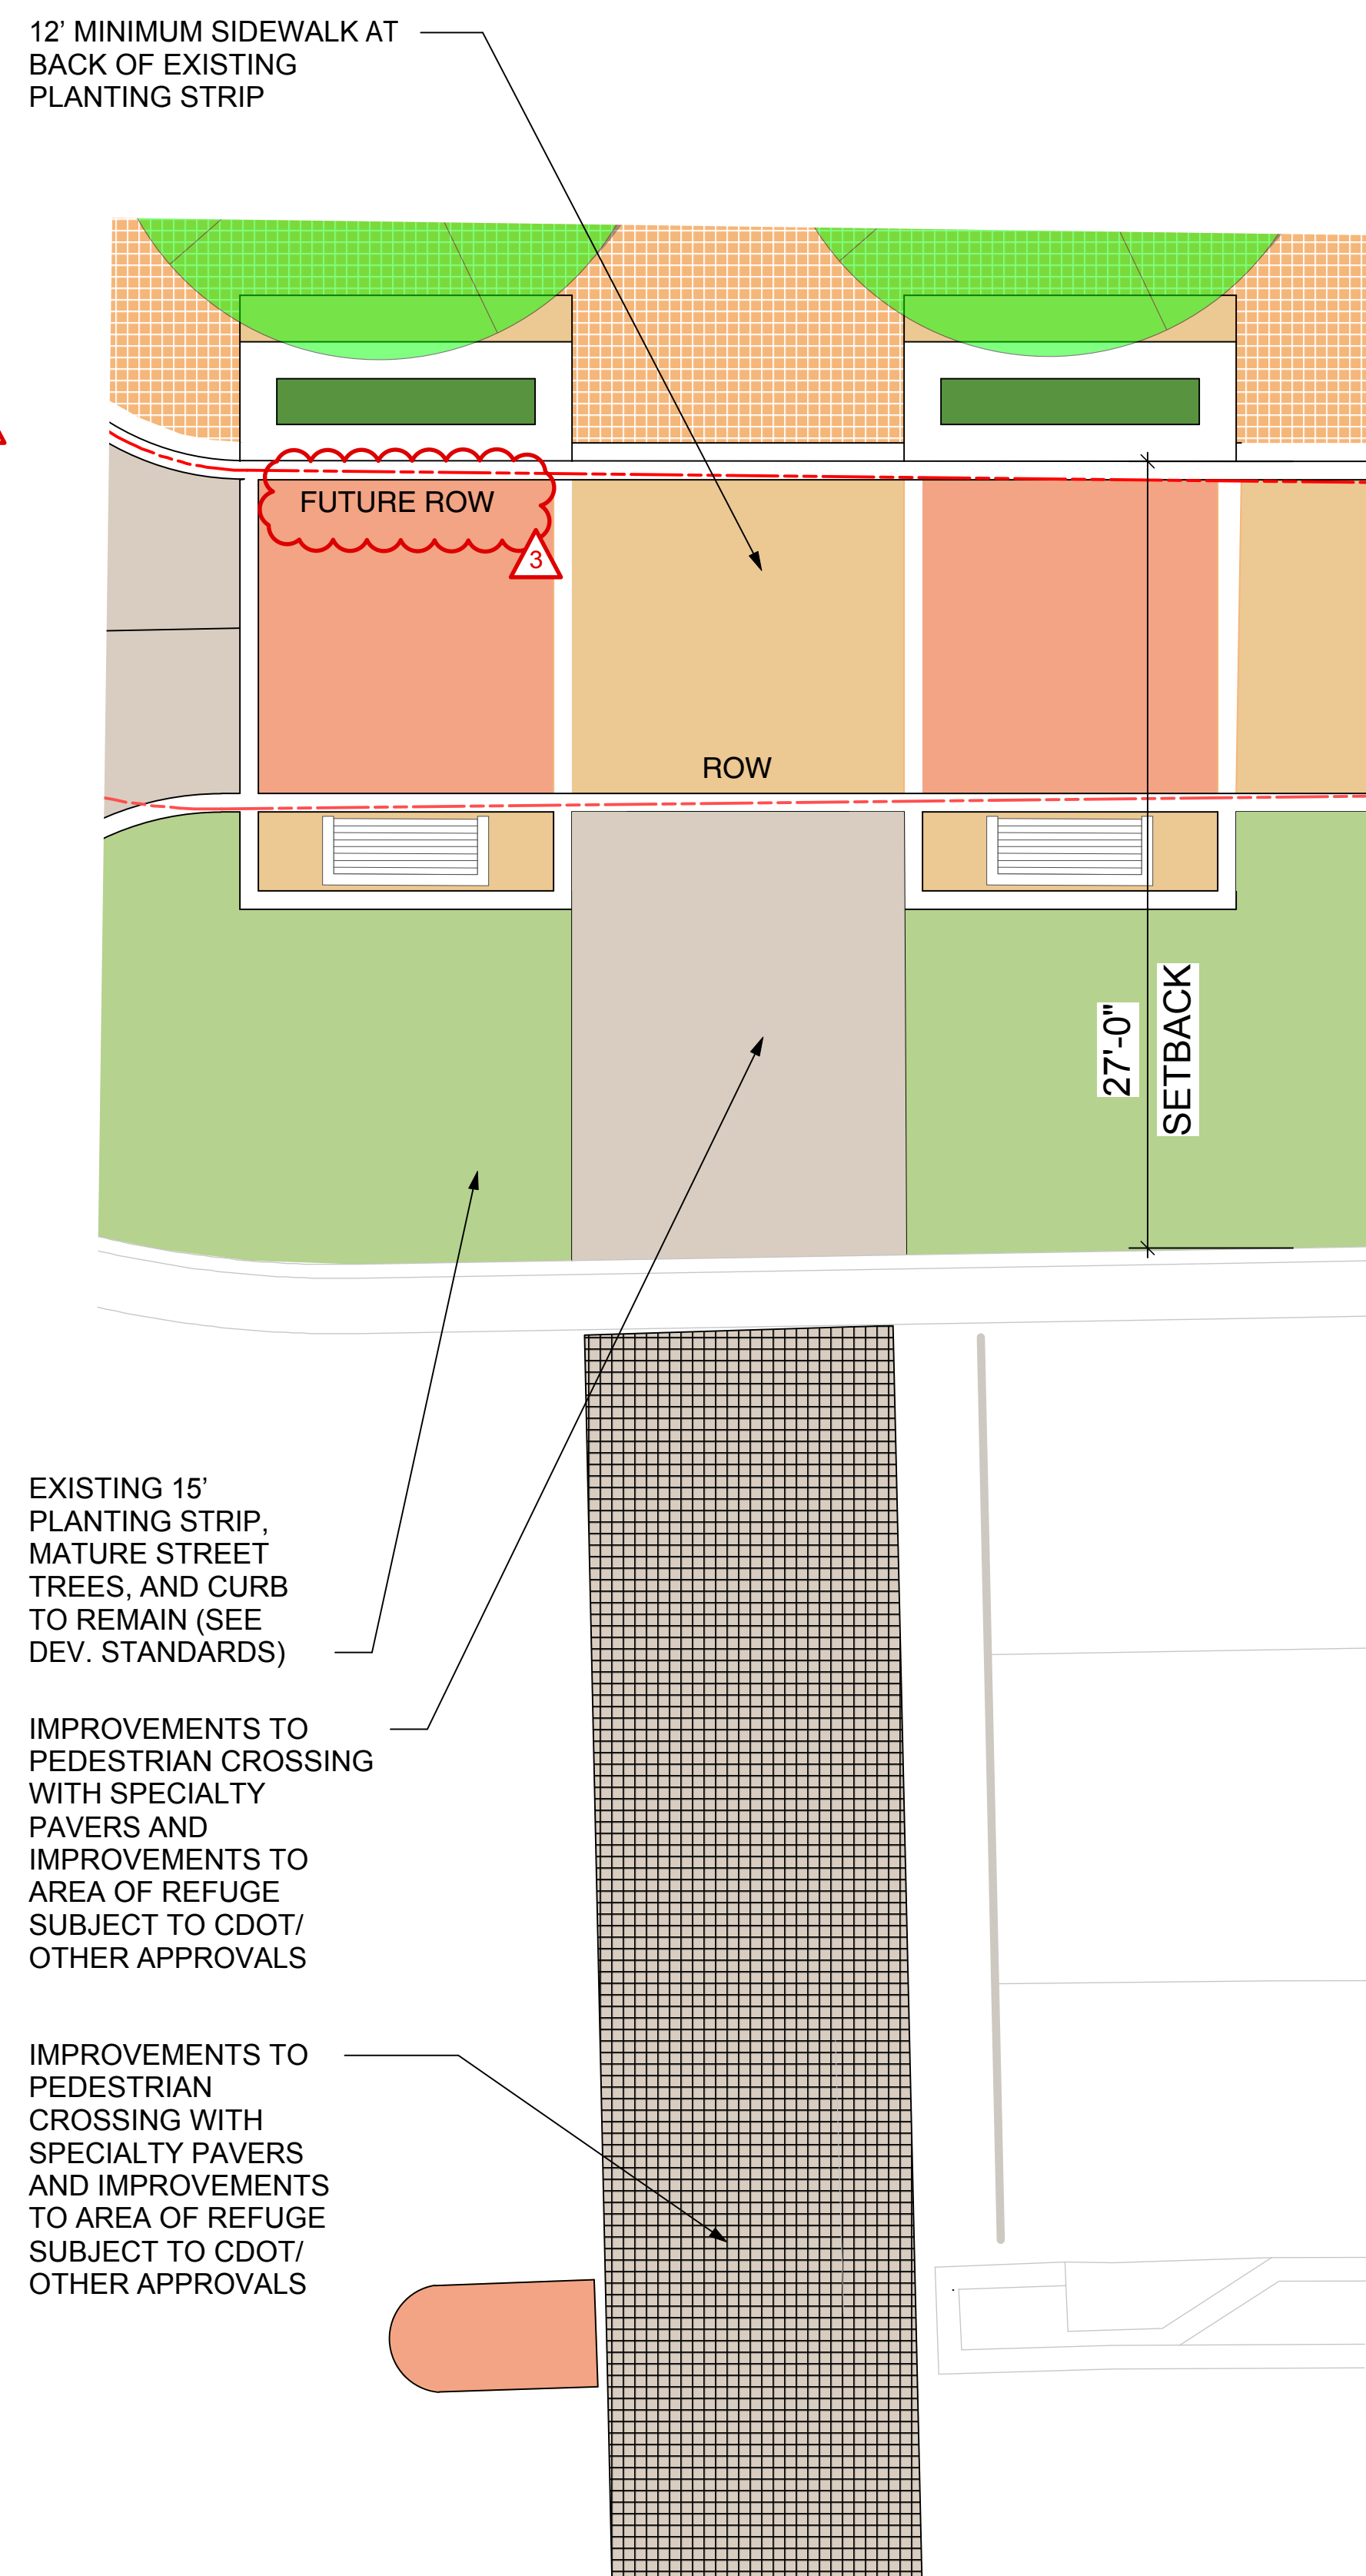 12’ MINIMUM SIDEWALK AT
BACK OF EXISTING
PLANTING STRIP
FUTURE ROW
3
ROW
27'-0"
SETBACK
EXISTING 15’
PLANTING STRIP,
MATURE STREET
TREES, AND CURB
TO REMAIN (SEE
DEV. STANDARDS)
IMPROVEMENTS TO
PEDESTRIAN CROSSING
WITH SPECIALTY
PAVERS AND
IMPROVEMENTS TO
AREA OF REFUGE
SUBJECT TO CDOT/
OTHER APPROVALS
IMPROVEMENTS TO
PEDESTRIAN
CROSSING WITH
SPECIALTY PAVERS
AND IMPROVEMENTS
TO AREA OF REFUGE
SUBJECT TO CDOT/
OTHER APPROVALS